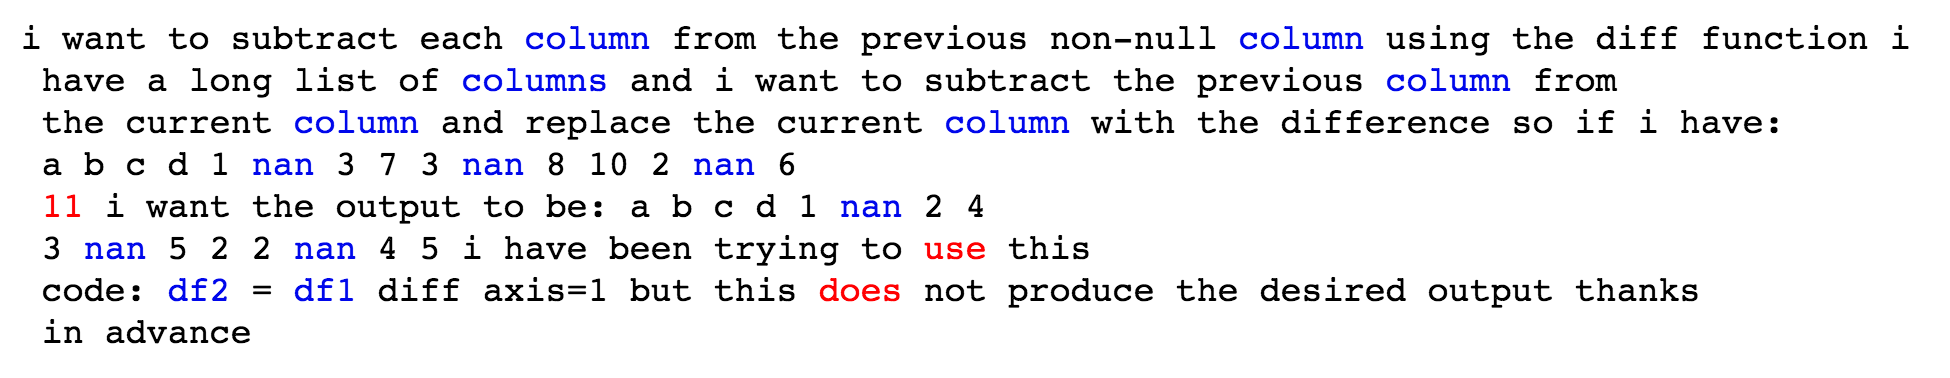 i want to subtract each column from the previous non-null column using the diff function i
have a long list of columns and i want to subtract the previous column from
the current column and replace the current column with the difference so if i have:
a b c d 1 nan 3 7 3 nan 8 10 2 nan 6
11 i want the output to be: a b c d 1 nan 2 4
3 nan 5 2 2 nan 4 5 i have been trying to use this
code: df2 = df1 diff axis=1 but this does not produce the desired output thanks
in advance